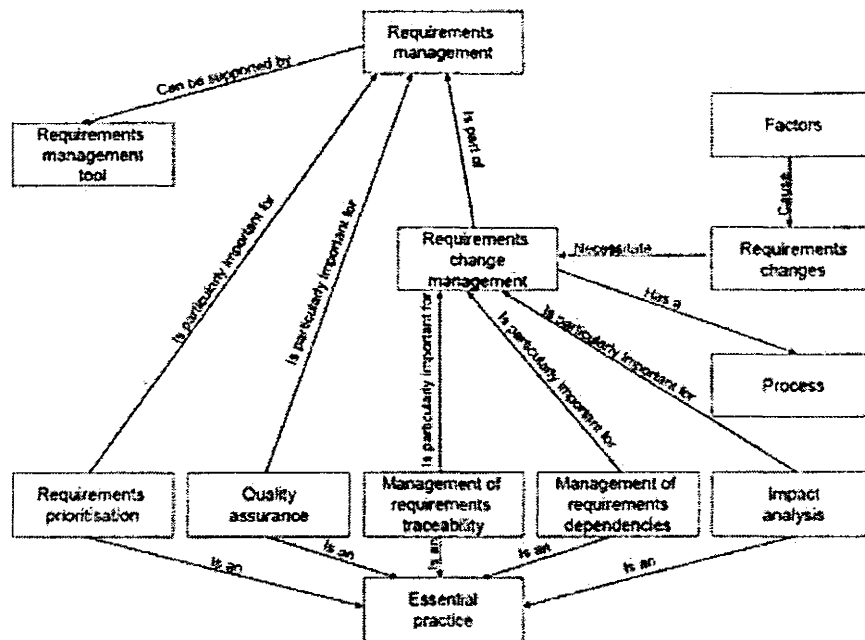 Requirements
management
Can be supported by
Requirements
management
tool
Factors
Is part of
Cause
Is particularly important for
Is particularly important for
Requirements
change
management
Necessitate
Requirements
changes
Has a
Is particularly important for
Is particularly important for
Is particularly important for
Process
Requirements
prioritisation
Quality
assurance
Management of
requirements
traceability
Management of
requirements
dependencies
Impact
analysis
Is an
Is an
Is an
Is an
Is an
Essential
practice